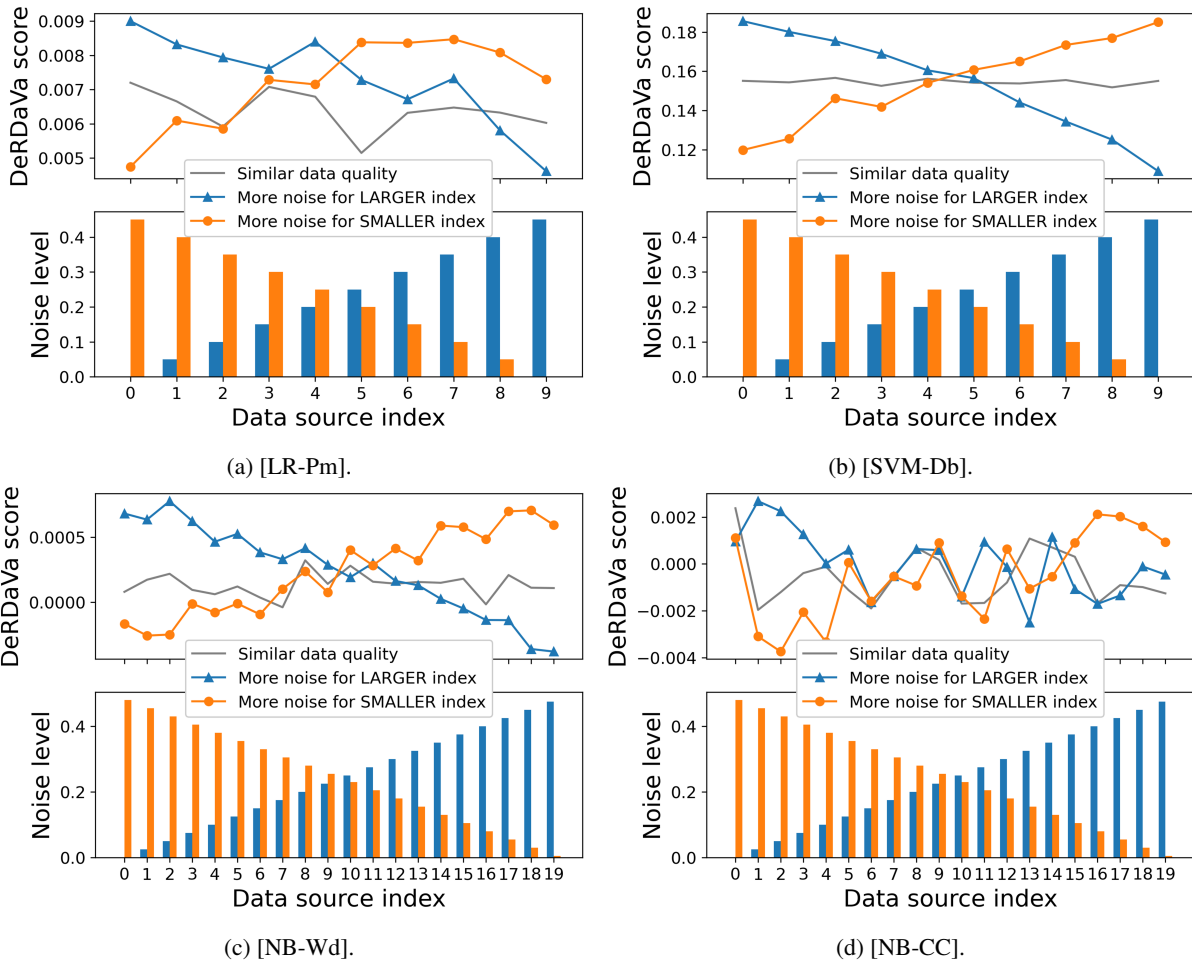 DeRDaVa score
0.009
0.008
0.007
0.006
0.005
Similar data quality
More noise for LARGER index
More noise for SMALLER index
Noise level
0.4
0.3
0.2
0.1
0.0
0 1 2 3 4 5 6 7 8 9
Data source index
(a) [LR-Pm].
DeRDaVa score
0.18
0.16
0.14
0.12
Similar data quality
More noise for LARGER index
More noise for SMALLER index
Noise level
0.4
0.3
0.2
0.1
0.0
0 1 2 3 4 5 6 7 8 9
Data source index
(b) [SVM-Db].
DeRDaVa score
0.0005
0.0000
Similar data quality
More noise for LARGER index
More noise for SMALLER index
Noise level
0.4
0.2
0.0
0 1 2 3 4 5 6 7 8 9 10 11 12 13 14 15 16 17 18 19
Data source index
(c) [NB-Wd].
DeRDaVa score
0.002
0.000
−0.002
−0.004
Similar data quality
More noise for LARGER index
More noise for SMALLER index
Noise level
0.4
0.2
0.0
0 1 2 3 4 5 6 7 8 9 10 11 12 13 14 15 16 17 18 19
Data source index
(d) [NB-CC].